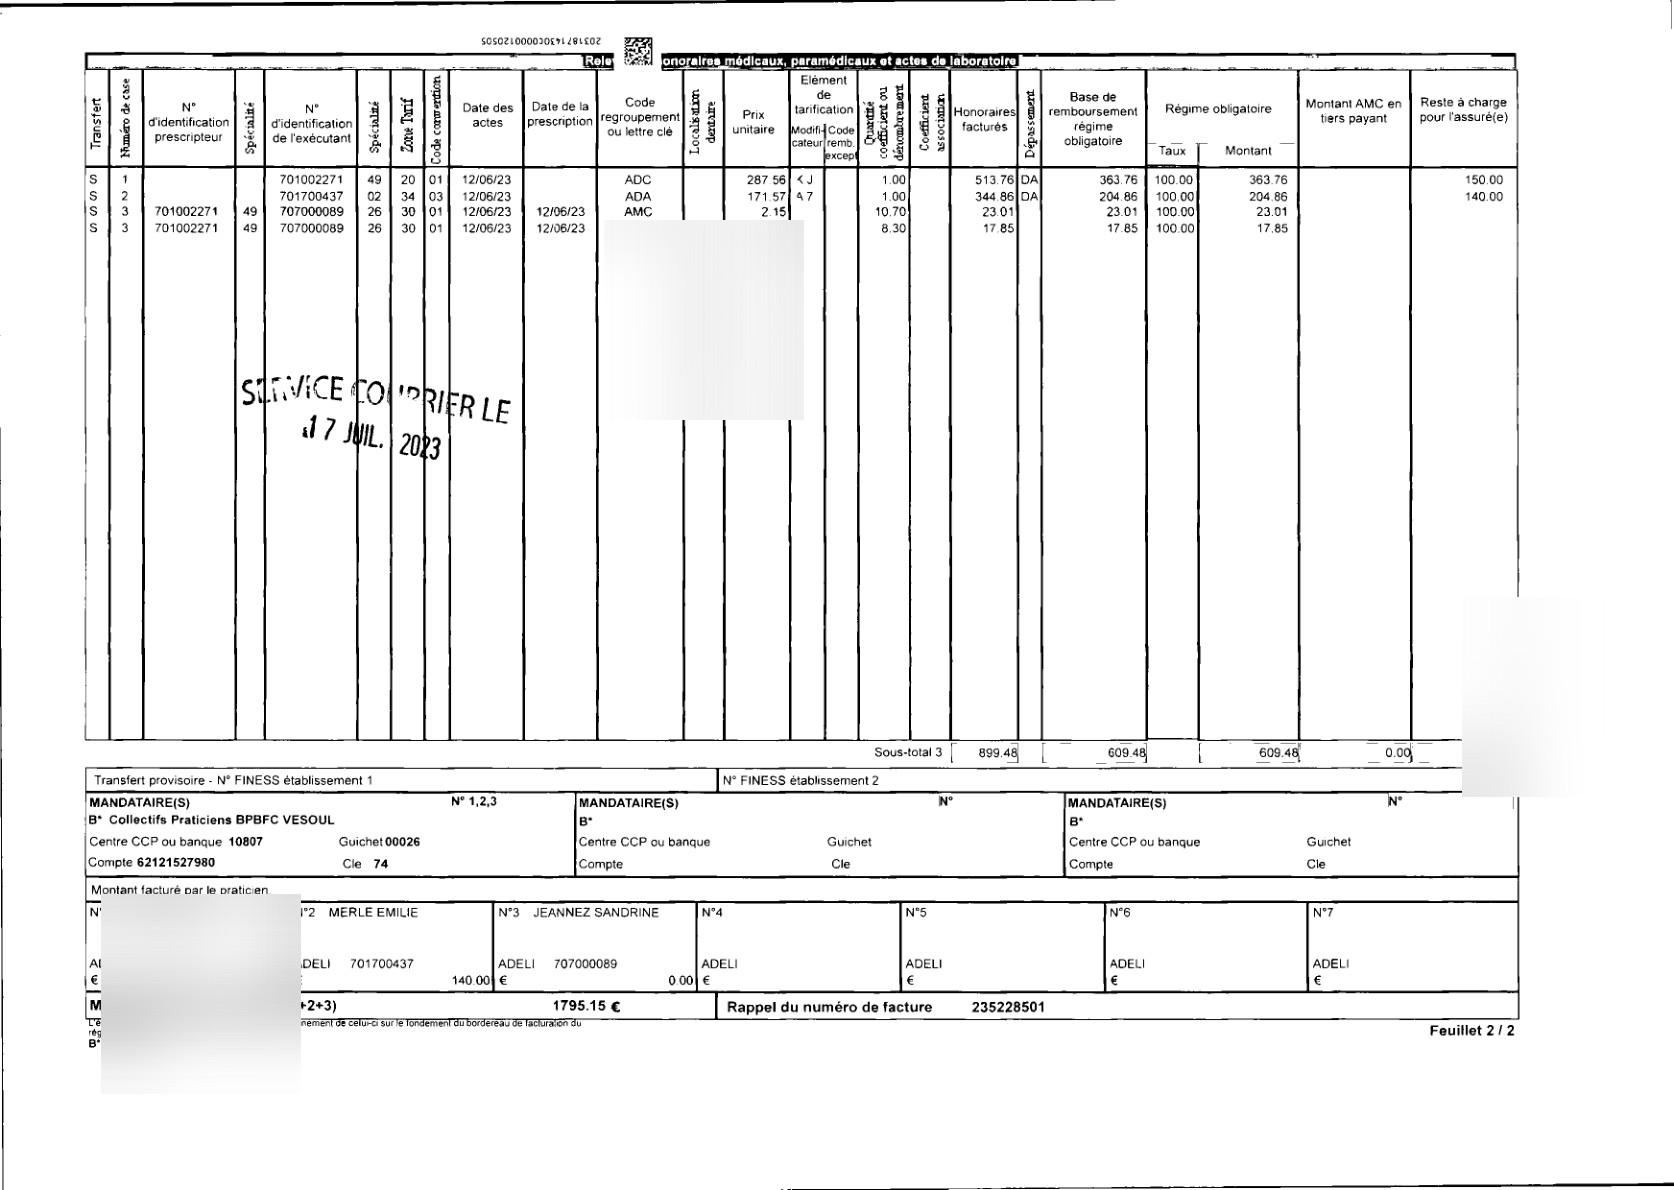 20318714300000102050S
Rele onoraires médicaux, paramédicaux et actes de laboratoire
Transfert
Numéro de case
N° d'identification prescripteur
Spécialité
N° d'identification de l'exécutant
Spécialité
Zone Tarif
Code convention
Date des actes
Date de la prescription
Code regroupement ou lettre clé
Localisation dentaire
Prix unitaire
Elément de tarification
Modifi-cateur
Code remb. except
Quantité coefficient ou dénombrement
Coefficient association
Honoraires facturés
Dépassement
Base de remboursement régime obligatoire
Régime obligatoire
Taux
Montant
Montant AMC en tiers payant
Reste à charge pour l'assuré(e)
S 1 701002271 49 20 01 12/06/23 ADC 287.56 J 1.00 513.76 DA 363.76 100.00 363.76 150.00
S 2 701700437 02 34 03 12/06/23 ADA 171.57 7 1.00 344.86 DA 204.86 100.00 204.86 140.00
S 3 701002271 49 707000089 26 30 01 12/06/23 12/06/23 AMC 2.15 10.70 23.01 23.01 100.00 23.01
S 3 701002271 49 707000089 26 30 01 12/06/23 12/06/23 8.30 17.85 17.85 100.00 17.85
SERVICE COURRIER LE
17 JUIL. 2023
Sous-total 3 899.48 609.48 609.48 0.00
Transfert provisoire - N° FINESS établissement 1 N° FINESS établissement 2
MANDATAIRE(S) N° 1,2,3 MANDATAIRE(S) N° MANDATAIRE(S) N°
B* Collectifs Praticiens BPBFC VESOUL B* B*
Centre CCP ou banque 10807 Guichet 00026 Centre CCP ou banque Guichet Centre CCP ou banque Guichet
Compte 62121527980 Cle 74 Compte Cle Compte Cle
Montant facturé par le praticien
N° °2 MERLE EMILIE N°3 JEANNEZ SANDRINE N°4 N°5 N°6 N°7
AD DELI 701700437 ADELI 707000089 ADELI ADELI ADELI ADELI
€ 140.00 € 0.00 € € € €
M +2+3) 1795.15 € Rappel du numéro de facture 235228501
nement de celui-ci sur le fondement du bordereau de facturation du
rég
B*
Feuillet 2 / 2